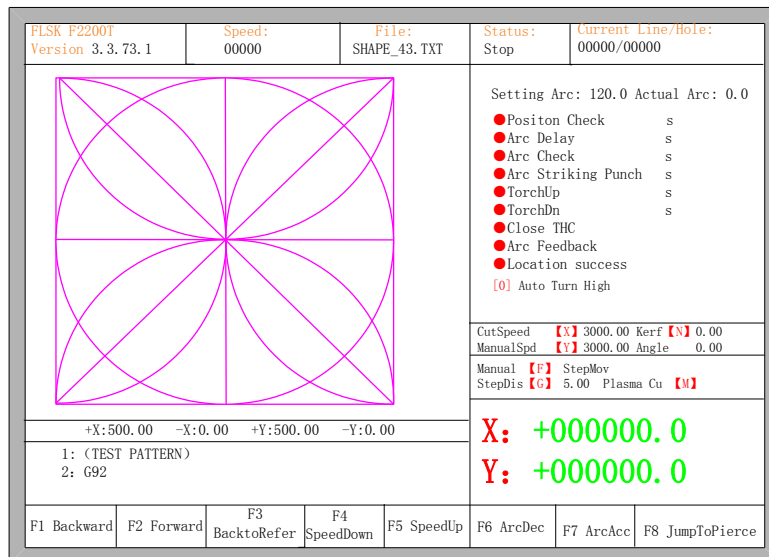 FLSK F2200T
Version 3.3.73.1
Speed:
00000
File:
SHAPE_43.TXT
Status:
Stop
Current Line/Hole:
00000/00000
Setting Arc: 120.0 Actual Arc: 0.0
Positon Check s
Arc Delay s
Arc Check s
Arc Striking Punch s
TorchUp s
TorchDn s
Close THC
Arc Feedback
Location success
[0] Auto Turn High
CutSpeed 【X】 3000.00 Kerf【N】0.00
ManualSpd 【Y】 3000.00 Angle 0.00
Manual 【F】 StepMov
StepDis【G】 5.00 Plasma Cu 【M】
+X:500.00 -X:0.00 +Y:500.00 -Y:0.00
1: (TEST PATTERN)
2: G92
X: +000000.0
Y: +000000.0
F1 Backward
F2 Forward
F3
BacktoRefer
F4
SpeedDown
F5 SpeedUp
F6 ArcDec
F7 ArcAcc
F8 JumpToPierce